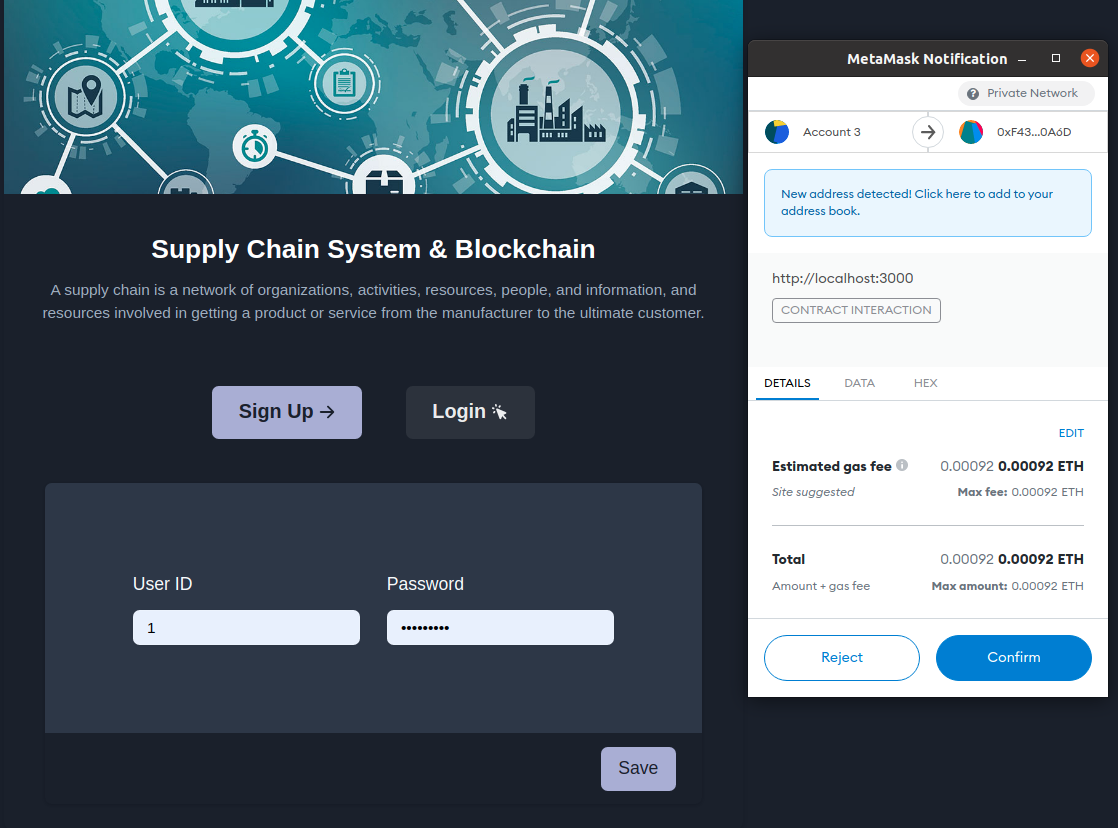 Supply Chain System & Blockchain
A supply chain is a network of organizations, activities, resources, people, and information, and
resources involved in getting a product or service from the manufacturer to the ultimate customer.
Sign Up →
Login
User ID
Password
1
•••••••••
Save
MetaMask Notification
Private Network
Account 3
0xF43...0A6D
New address detected! Click here to add to your
address book.
http://localhost:3000
CONTRACT INTERACTION
DETAILS DATA HEX
EDIT
Estimated gas fee 0.00092 0.00092 ETH
Site suggested Max fee: 0.00092 ETH
Total 0.00092 0.00092 ETH
Amount + gas fee Max amount: 0.00092 ETH
Reject Confirm